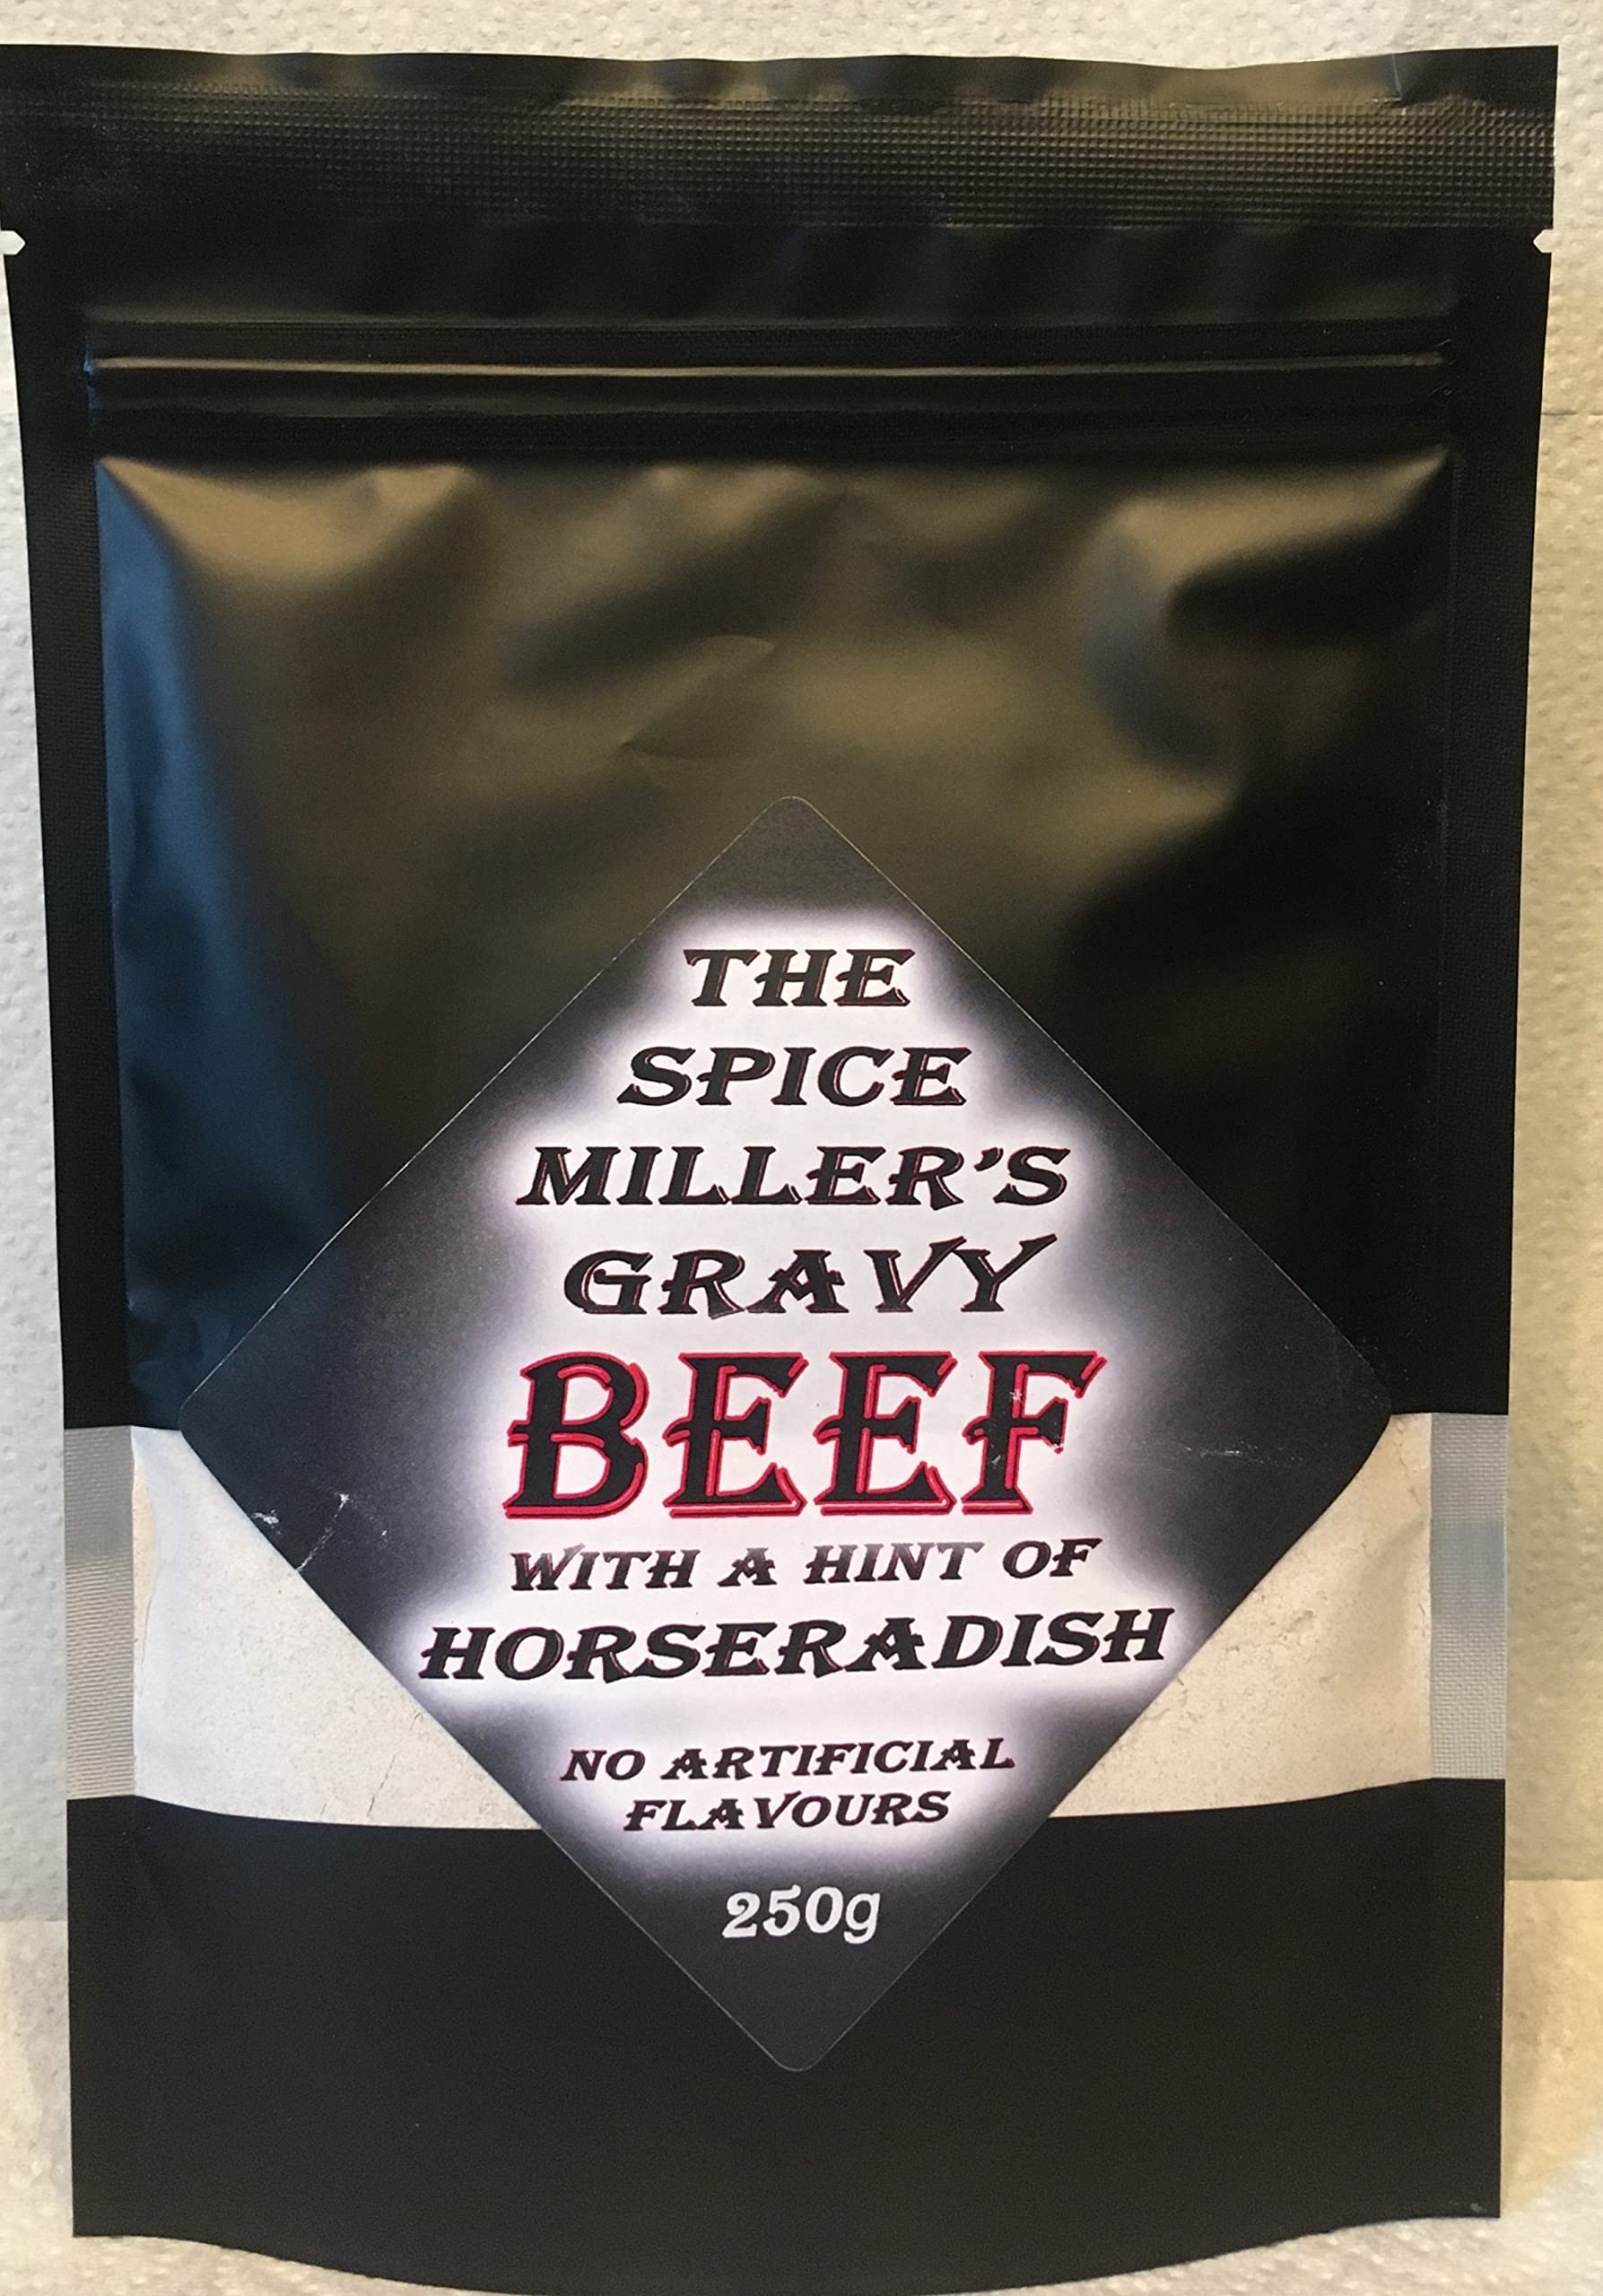 THE
SPICE
MILLER'S
GRAVY
BEEF
WITH A HINT OF
HORSERADISH
NO ARTIFICIAL
FLAVOURS
250g